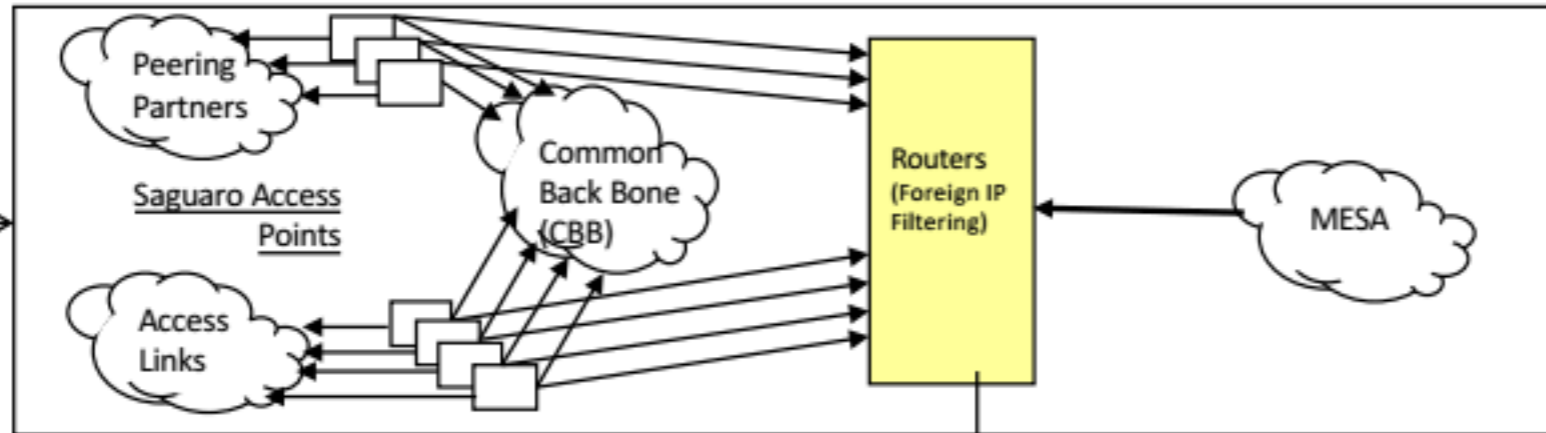 Peering
Partners
Common
Back Bone
(CBB)
Saguaro Access
Points
Access
Links
Routers
(Foreign IP
Filtering)
MESA